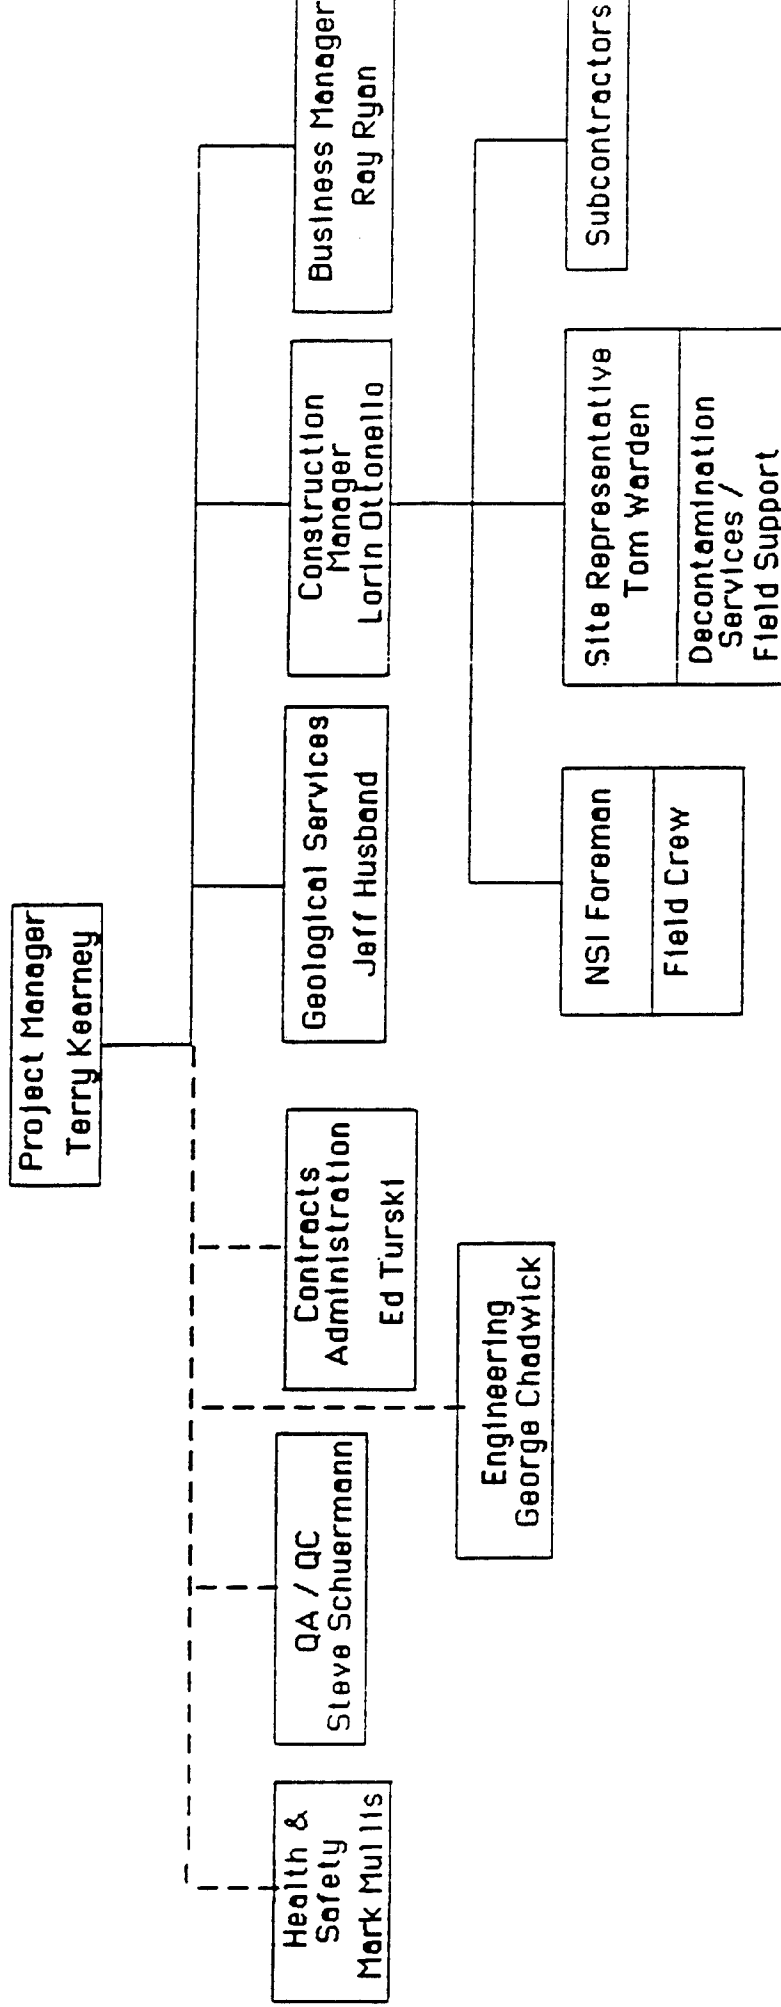 Project Manager
Terry Kearney
Health &
Safety
Mark Mullis
QA / QC
Steve Schuermann
Contracts
Administration
Ed Turski
Geological Services
Jeff Husband
Construction
Manager
Lorin Ottonello
Business Manager
Ray Ryan
Engineering
George Chadwick
NSI Foreman
Field Crew
Site Representative
Tom Warden
Decontamination
Services /
Field Support
Subcontractors